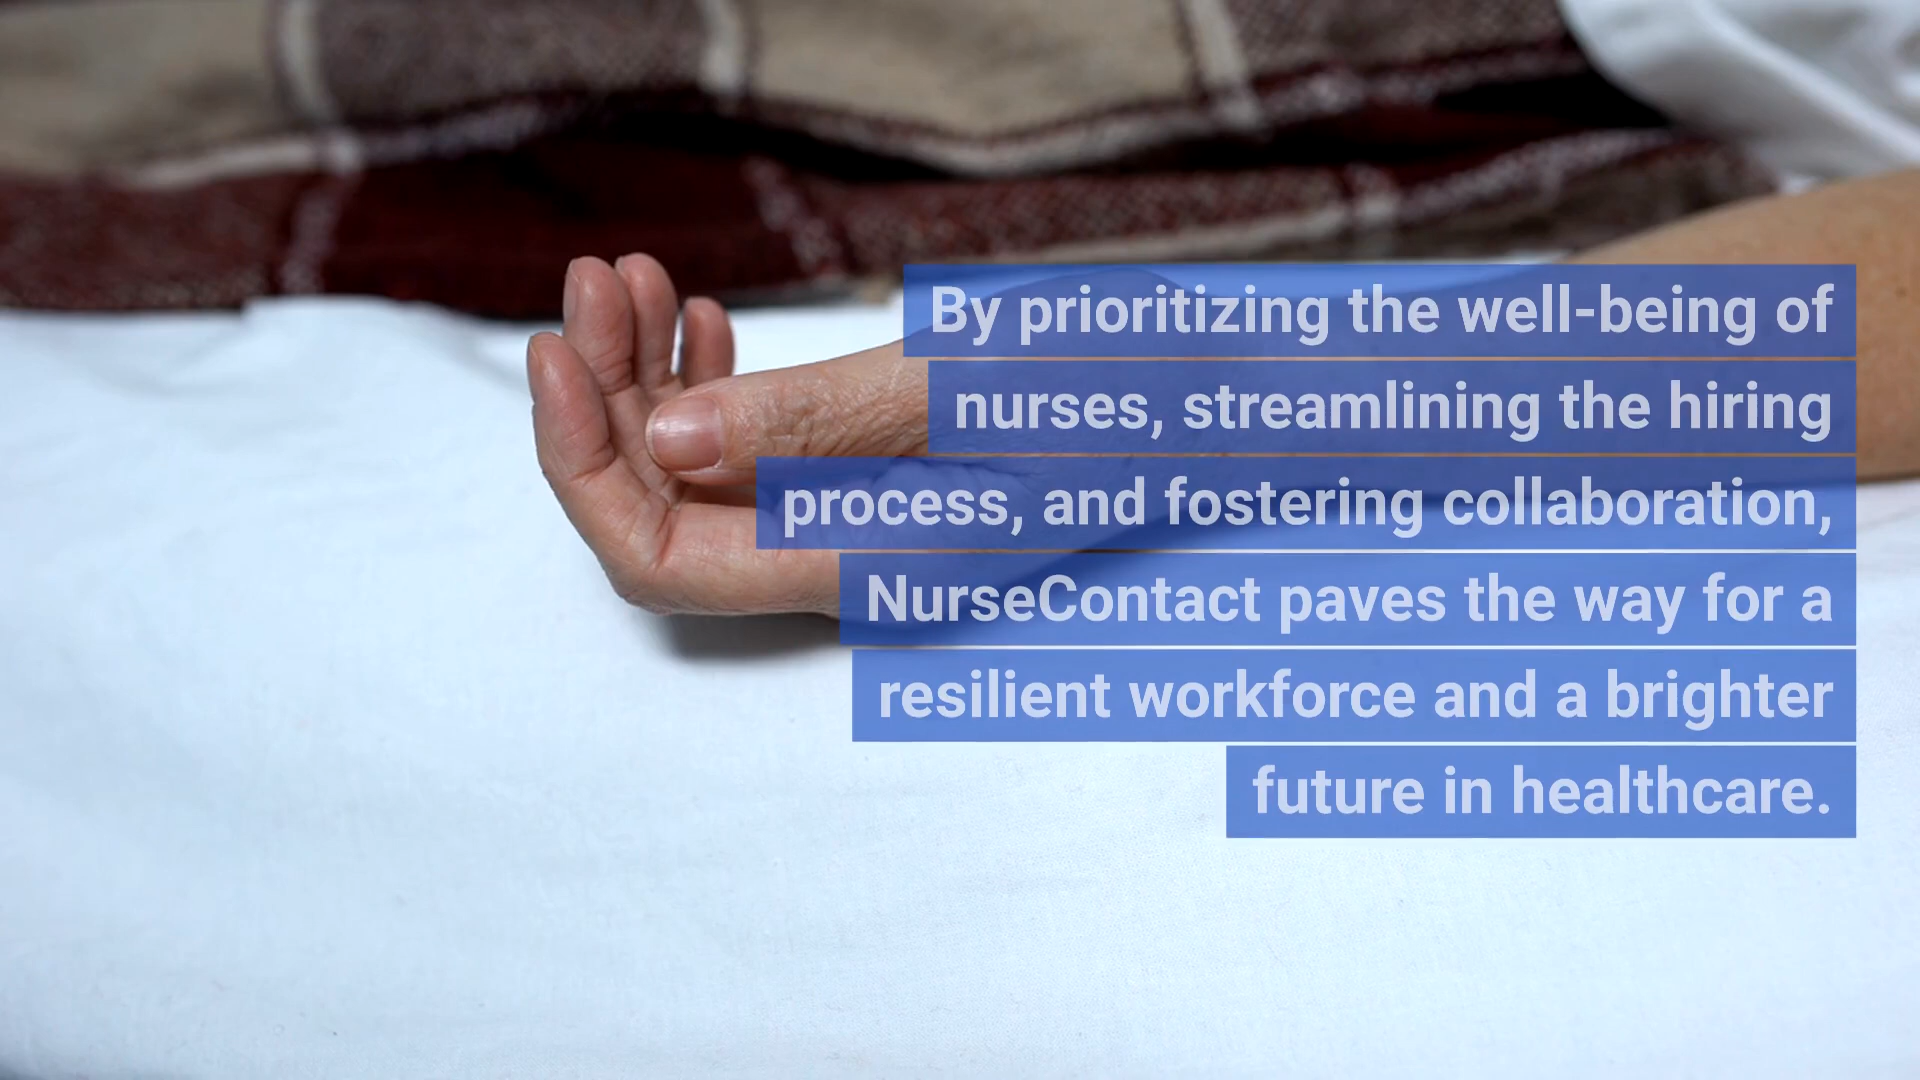 By prioritizing the well-being of
nurses, streamlining the hiring
process, and fostering collaboration,
NurseContact paves the way for a
resilient workforce and a brighter
future in healthcare.